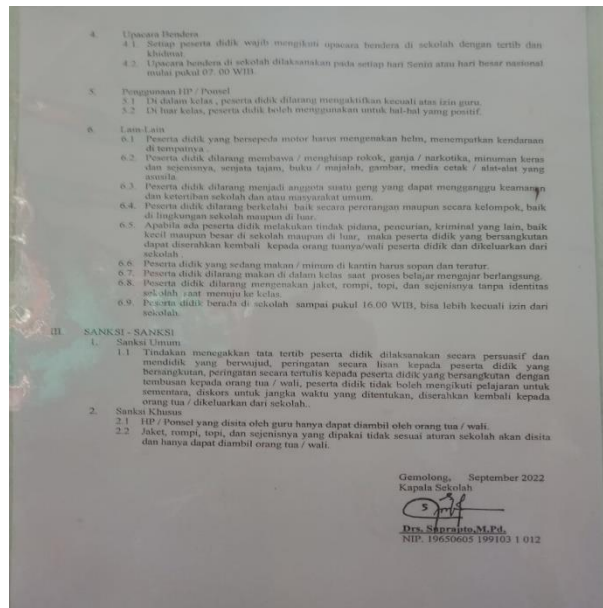 4. Upacara Bendera
4.1. Setiap peserta didik wajib mengikuti upacara bendera di sekolah dengan tertib dan
khidmat.
4.2. Upacara bendera di sekolah dilaksanakan pada setiap hari Senin atau hari besar nasional
mulai pukul 07. 00 WIB.
5. Penggunaan HP / Ponsel
5.1 Di dalam kelas , peserta didik dilarang mengaktifkan kecuali atas izin guru.
5.2 Di luar kelas, peserta didik boleh menggunakan untuk hal-hal yaing positif.
6. Lain-Lain
6.1 Peserta didik yang bersepeda motor harus mengenakan helm, menempatkan kendaraan
di tempatnya .
6.2. Peserta didik dilarang membawa / menghisap rokok, ganja / narkotika, minuman keras
dan sejenisnya, senjata tajam, buku / majalah, gambar, media cetak / alat-alat yang
asusila.
6.3. Peserta didik dilarang menjadi anggota suatu geng yang dapat mengganggu keamanan
dan ketertiban sekolah dan atau masyarakat umum.
6.4. Peserta didik dilarang berkelahi baik secara perorangan maupun secara kelompok, baik
di lingkungan sekolah maupun di luar.
6.5. Apabila ada peserta didik melakukan tindak pidana, pencurian, kriminal yang lain, baik
kecil maupun besar di sekolah maupun di luar, maka peserta didik yang bersangkutan
dapat diserahkan kembali kepada orang tuanya/wali peserta didik dan dikeluarkan dari
sekolah
6.6. Peserta didik yang sedang makan / minum di kantin harus sopan dan teratur.
6.7. Peserta didik dilarang makan di dalam kelas saat proses belajar mengajar berlangsung.
6.8. Peserta didik dilarang mengenakan jaket, rompi, topi, dan sejenisnya tanpa identitas
sekolah saat memuju ke kelas.
6.9. Peserta didik berada di sekolah sampai pukul 16.00 WIB, bisa lebih kecuali izin dari
sekolah.
III. SANKSI - SANKSI
1. Sanksi Umum
1.1 Tindakan menegakkan tata tertib peserta didik dilaksanakan secara persuasif dan
mendidik yang berwujud, peringatan secara lisan kepada peserta didik yang
bersangkutan, peringatan secara tertulis kepada peserta didik yang bersangkutan dengan
tembusan kepada orang tua / wali, peserta didik tidak boleh mengikuti pelajaran untuk
sementara, diskors untuk jangka waktu yang ditentukan, diserahkan kembali kepada
orang tua / dikeluarkan dari sekolah..
2. Sanksi Khusus
2.1 HP / Ponsel yang disita oleh guru hanya dapat diambil oleh orang tua / wali.
2.2 Jaket, rompi, topi, dan sejenisnya yang dipakai tidak sesuai aturan sekolah akan disita
dan hanya dapat diambil orang tua / wali.
Gemolong, September 2022
Kapala Sekolah
Drs. Suprapto,M.Pd.
NIP. 19650605 199103 1 012